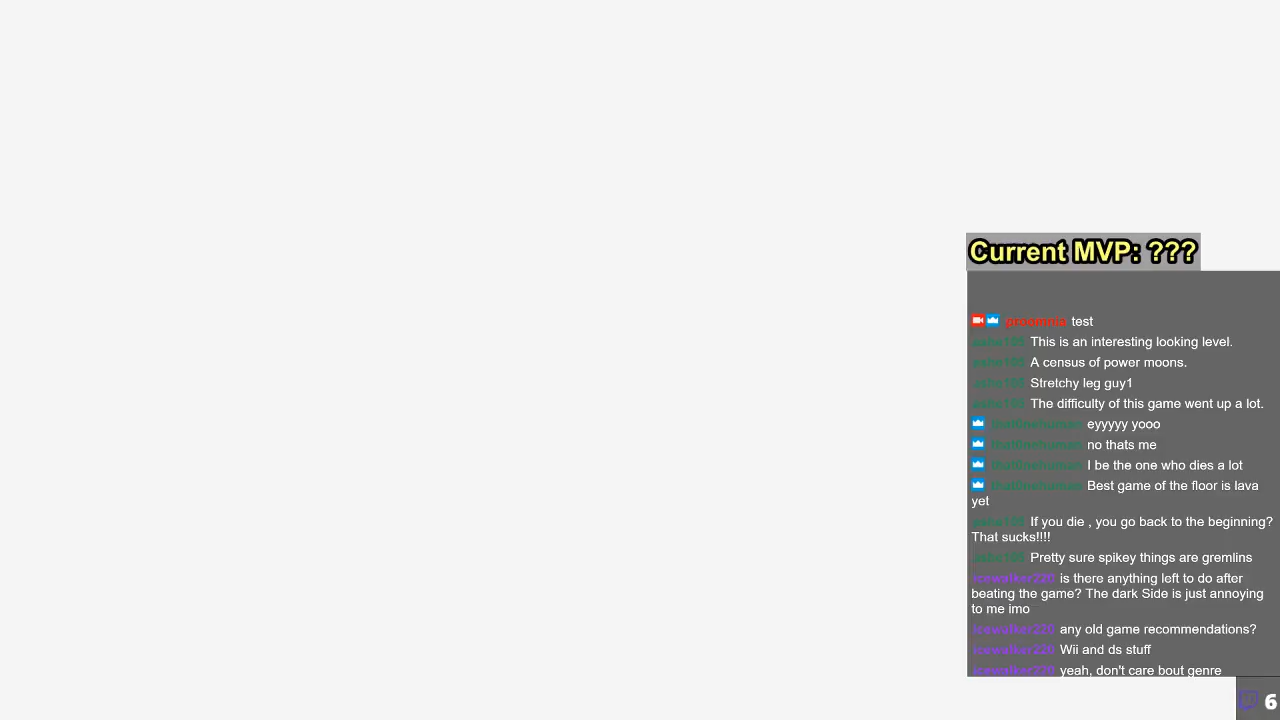 Current MVP: ???
test
This is an interesting looking level.
A census of power moons.
Stretchy leg guy1
The difficulty of this game went up a lot.
that0nehuman eyyyyy yooo
that0nehuman no thats me
that0nehuman I be the one who dies a lot
that0nehuman Best game of the floor is lava
yet
If you die , you go back to the beginning?
That sucks!!!!
Pretty sure spikey things are gremlins
icewalker220 is there anything left to do after
beating the game? The dark Side is just annoying
to me imo
icewalker220 any old game recommendations?
icewalker220 Wii and ds stuff
icewalker220 yeah, don't care bout genre
6